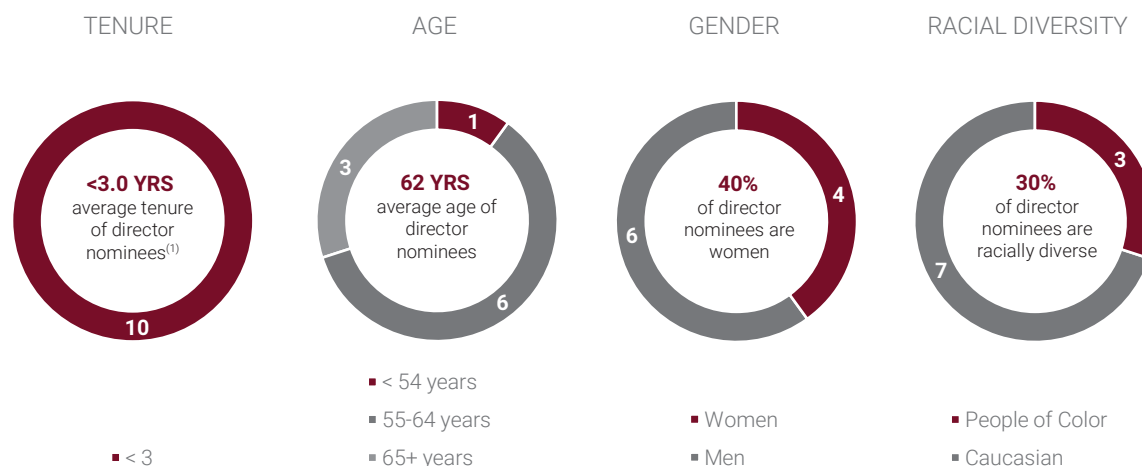 TENURE
<3.0 YRS
average tenure
of director
nominees(1)
10
< 3
AGE
1
3
62 YRS
average age of
director
nominees
6
< 54 years
55-64 years
65+ years
GENDER
40%
of director
nominees are
women
4
6
Women
Men
RACIAL DIVERSITY
3
30%
of director
nominees are
racially diverse
7
People of Color
Caucasian